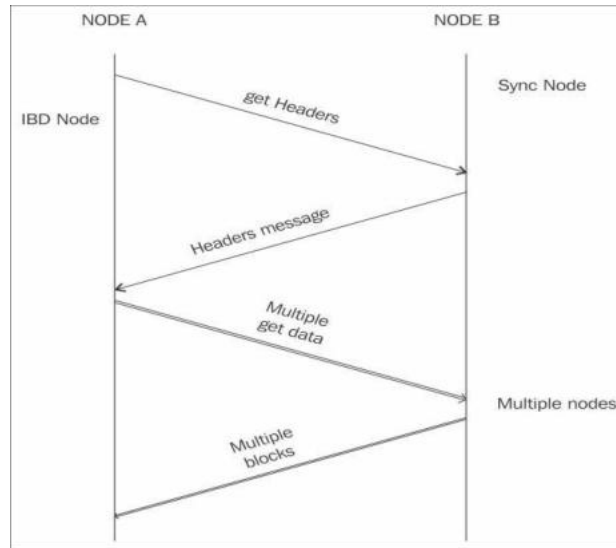 NODE A
NODE B
Sync Node
get Headers
IBD Node
Headers message
Multiple
get data
Multiple nodes
Multiple
blocks